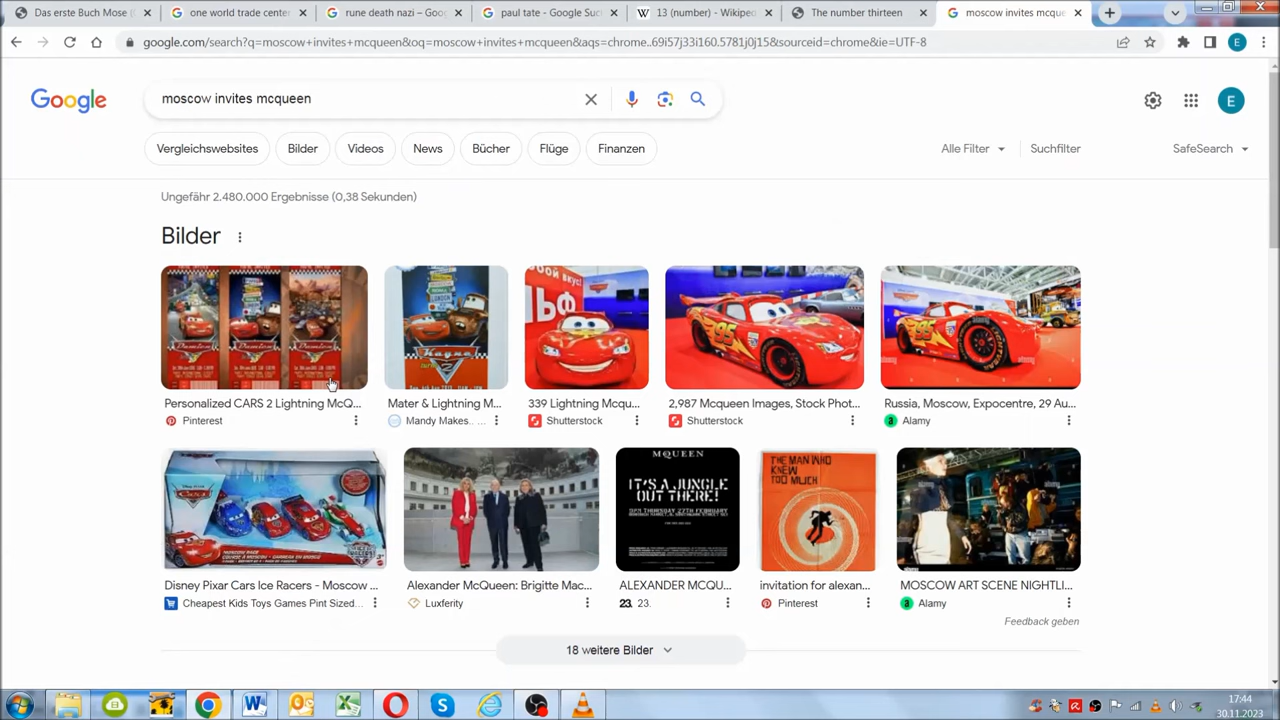 Das erste Buch Mose (
one world trade center
rune death nazi – Goo
paul tate - Google Suc
13 (number) - Wikiped
The number thirteen
moscow invites mcque
google.com/search?q=moscow+invites+mcqueen&oq=moscow+invites+mcqueen&aqs=chrome..69i57j33i160.5781j0j15&sourceid=chrome&ie=UTF-8
Google
moscow invites mcqueen
E
Vergleichswebsites
Bilder
Videos
News
Bücher
Flüge
Finanzen
Alle Filter
Suchfilter
SafeSearch
Ungefähr 2.480.000 Ergebnisse (0,38 Sekunden)
Bilder
Personalized CARS 2 Lightning McQ...
Pinterest
Mater & Lightning M...
Mandy Makes...
339 Lightning Mcqu...
Shutterstock
2,987 Mcqueen Images, Stock Phot...
Shutterstock
Russia, Moscow, Expocentre, 29 Au...
Alamy
MCQUEEN
IT'S A JUNGLE
OUT THERE!
THE MAN WHO
KNEW
TOO MUCH
Disney Pixar Cars Ice Racers - Moscow ...
Cheapest Kids Toys Games Pint Sized...
Alexander McQueen: Brigitte Mac...
Luxferity
ALEXANDER MCQU...
23.
invitation for alexan...
Pinterest
MOSCOW ART SCENE NIGHTLI...
Alamy
Feedback geben
18 weitere Bilder
17:44
30.11.2023